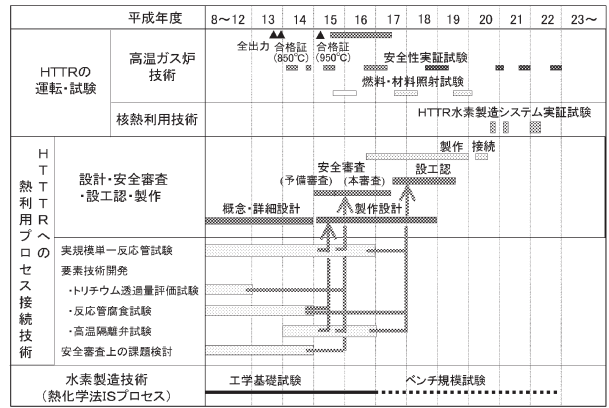 平成年度 8～12 13 14 15 16 17 18 19 20 21 22 23～
HTTRの
運転・試験
高温ガス炉
技術
全出力 合格証 合格証
(850℃) (950℃)
安全性実証試験
燃料・材料照射試験
核熱利用技術
HTTR水素製造システム実証試験
HTTRへの
熱利用プロセス接続技術
設計・安全審査
・設工認・製作
製作 接続
安全審査
(予備審査) (本審査)
設工認
概念・詳細設計
製作設計
実規模単一反応管試験
要素技術開発
・トリチウム透過量評価試験
・反応管腐食試験
・高温隔離弁試験
安全審査上の課題検討
水素製造技術
(熱化学法ISプロセス)
工学基礎試験
ベンチ規模試験